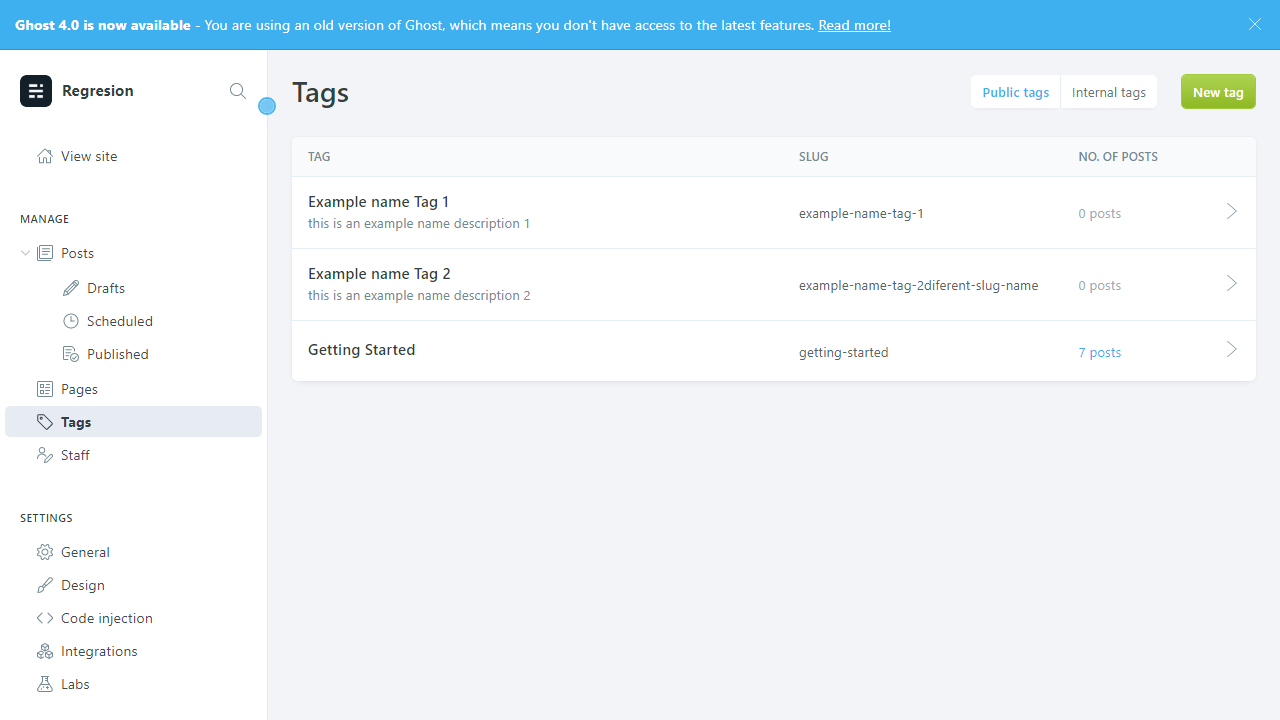 Ghost 4.0 is now available - You are using an old version of Ghost, which means you don't have access to the latest features. Read more!
Regresion
View site
MANAGE
Posts
Drafts
Scheduled
Published
Pages
Tags
Staff
SETTINGS
General
Design
Code injection
Integrations
Labs
Tags
Public tags Internal tags New tag
TAG SLUG NO. OF POSTS
Example name Tag 1
this is an example name description 1
example-name-tag-1 0 posts
Example name Tag 2
this is an example name description 2
example-name-tag-2diferent-slug-name 0 posts
Getting Started getting-started 7 posts